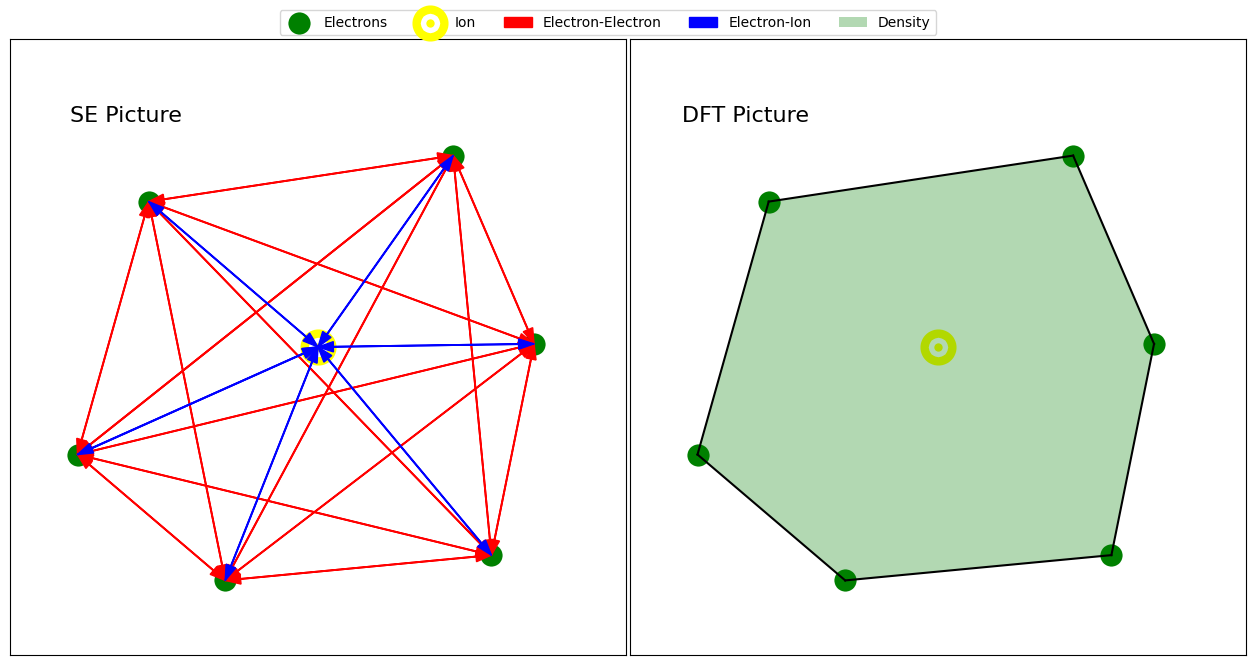 Electrons Ion Electron-Electron Electron-Ion Density
SE Picture
DFT Picture